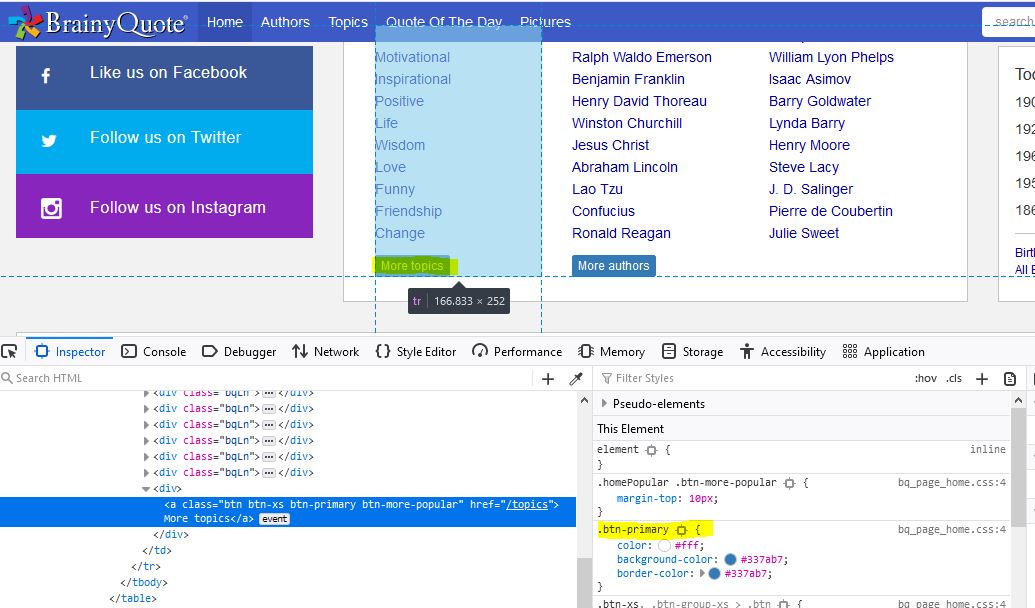 BrainyQuote® Home Authors Topics Quote Of The Day Pictures search
Like us on Facebook
Follow us on Twitter
Follow us on Instagram
Motivational
Inspirational
Positive
Life
Wisdom
Love
Funny
Friendship
Change
More topics
Ralph Waldo Emerson
Benjamin Franklin
Henry David Thoreau
Winston Churchill
Jesus Christ
Abraham Lincoln
Lao Tzu
Confucius
Ronald Reagan
More authors
William Lyon Phelps
Isaac Asimov
Barry Goldwater
Lynda Barry
Henry Moore
Steve Lacy
J. D. Salinger
Pierre de Coubertin
Julie Sweet
190
192
196
195
186
All
tr 166.833 × 252
Inspector Console Debugger Network Style Editor Performance Memory Storage Accessibility Application
Search HTML
<div class="bqLn"> </div>
<div class="bqLn"> </div>
<div class="bqLn"> </div>
<div class="bqLn"> </div>
<div class="bqLn"> </div>
<div class="bqLn"> </div>
<div>
<a class="btn btn-xs btn-primary btn-more-popular" href="/topics">
More topics</a> event
</div>
</td>
</tr>
</tbody>
</table>
Filter Styles :hov .cls
Pseudo-elements
This Element
element { inline
}
.homePopular .btn-more-popular { bq_page_home.css:4
margin-top: 10px;
}
.btn-primary { bq_page_home.css:4
color: #fff;
background-color: #337ab7;
border-color: #337ab7;
}
.btn-xs, .btn-group-xs > .btn { bq_page_home.css:4